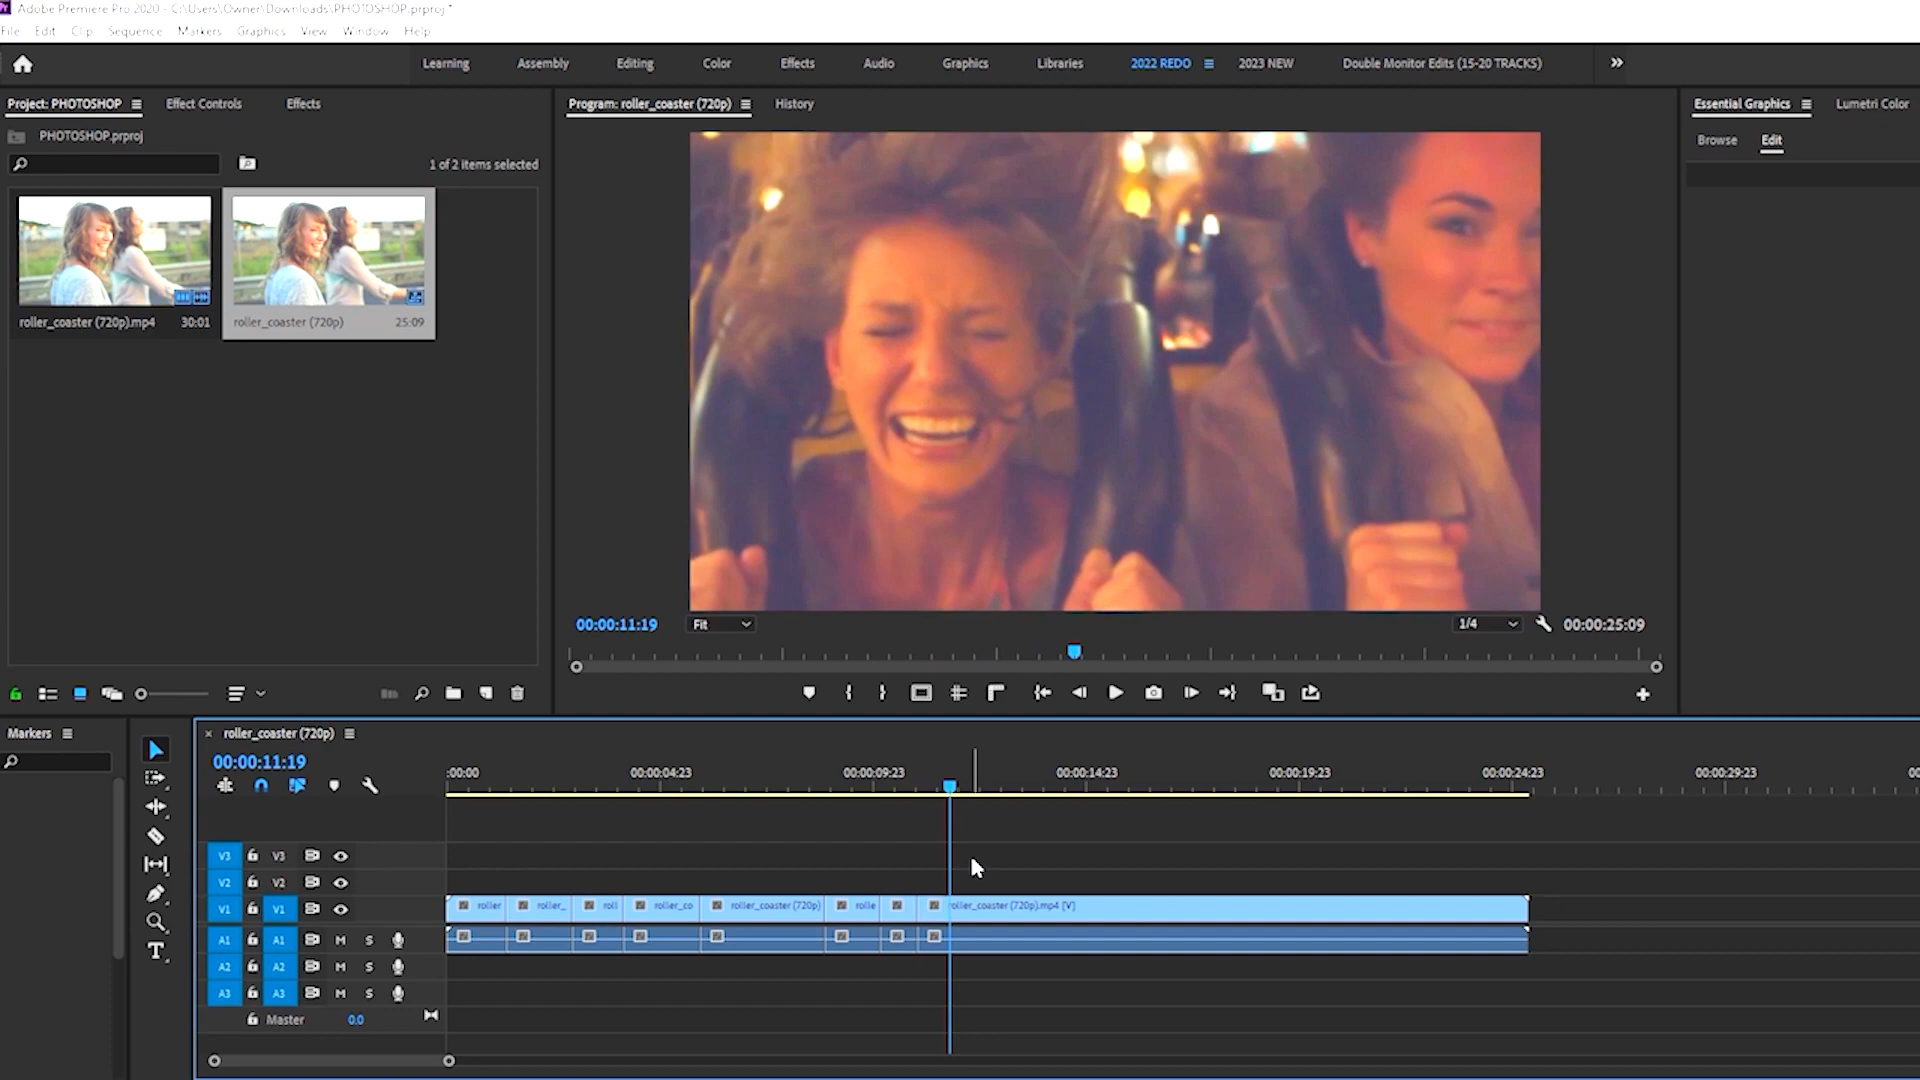 Adobe Premiere Pro 2020 - C:\Users\Owner\Downloads\PHOTOSHOP.prproj *
File Edit Clip Sequence Markers Graphics View Window Help
Learning Assembly Editing Color Effects Audio Graphics Libraries 2022 REDO 2023 NEW Double Monitor Edits (15-20 TRACKS)
Project: PHOTOSHOP Effect Controls Effects
Program: roller_coaster (720p) History
Essential Graphics Lumetri Color
PHOTOSHOP.prproj
Browse Edit
1 of 2 items selected
roller_coaster (720p).mp4 30:01
roller_coaster (720p) 25:09
00:00:11:19 Fit 1/4 00:00:25:09
Markers
roller_coaster (720p)
00:00:11:19
:00:00 00:00:04:23 00:00:09:23 00:00:14:23 00:00:19:23 00:00:24:23 00:00:29:23 00
V3 V3
V2 V2
V1 V1 roller roller_ roll roller_co roller_coaster (720p) rolle roller_coaster (720p).mp4 [V]
A1 A1 M S
A2 A2 M S
A3 A3 M S
Master 0.0